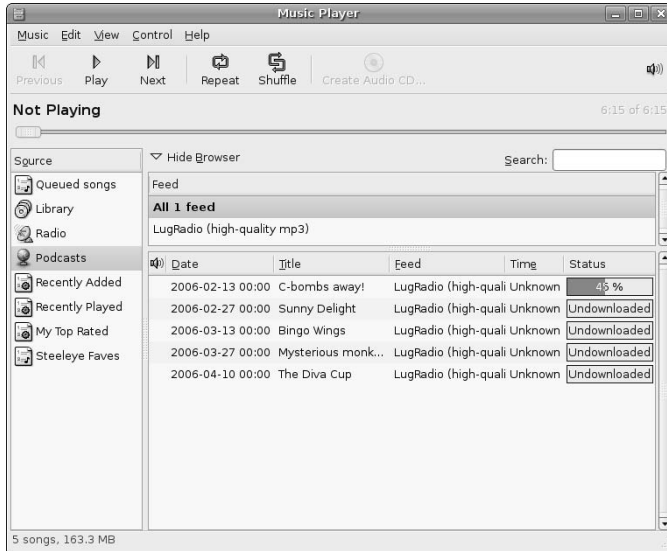 Music Player
Music Edit View Control Help
Previous Play Next Repeat Shuffle Create Audio CD...
Not Playing
6:15 of 6:15
Source
Queued songs
Library
Radio
Podcasts
Recently Added
Recently Played
My Top Rated
Steeleye Faves
Hide Browser
Search:
Feed
All 1 feed
LugRadio (high-quality mp3)
Date Title Feed Time Status
2006-02-13 00:00 C-bombs away! LugRadio (high-quali Unknown 45 %
2006-02-27 00:00 Sunny Delight LugRadio (high-quali Unknown Undownloaded
2006-03-13 00:00 Bingo Wings LugRadio (high-quali Unknown Undownloaded
2006-03-27 00:00 Mysterious monk... LugRadio (high-quali Unknown Undownloaded
2006-04-10 00:00 The Diva Cup LugRadio (high-quali Unknown Undownloaded
5 songs, 163.3 MB